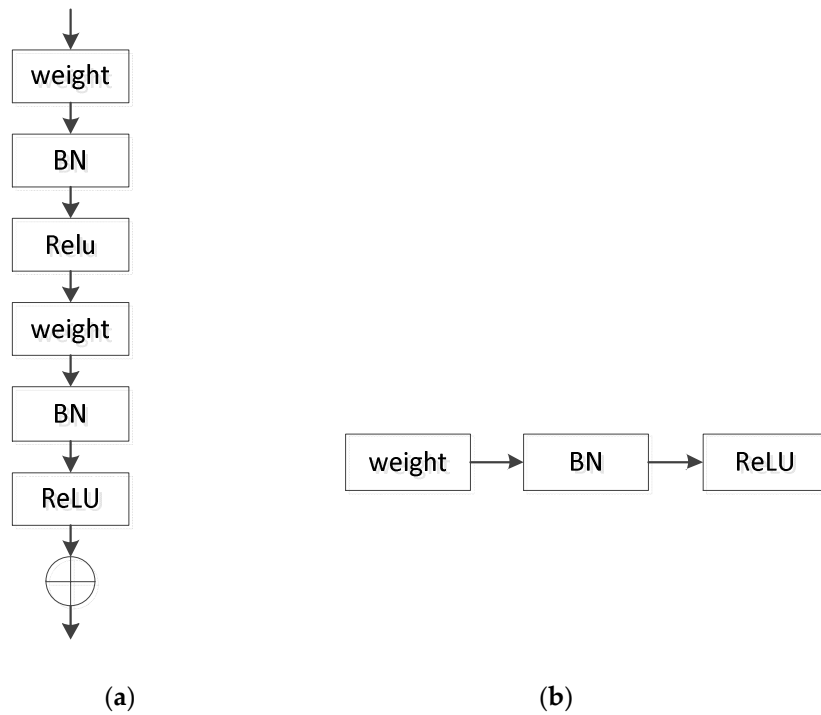 weight
BN
Relu
weight
BN
ReLU
weight
BN
ReLU
(a)
(b)